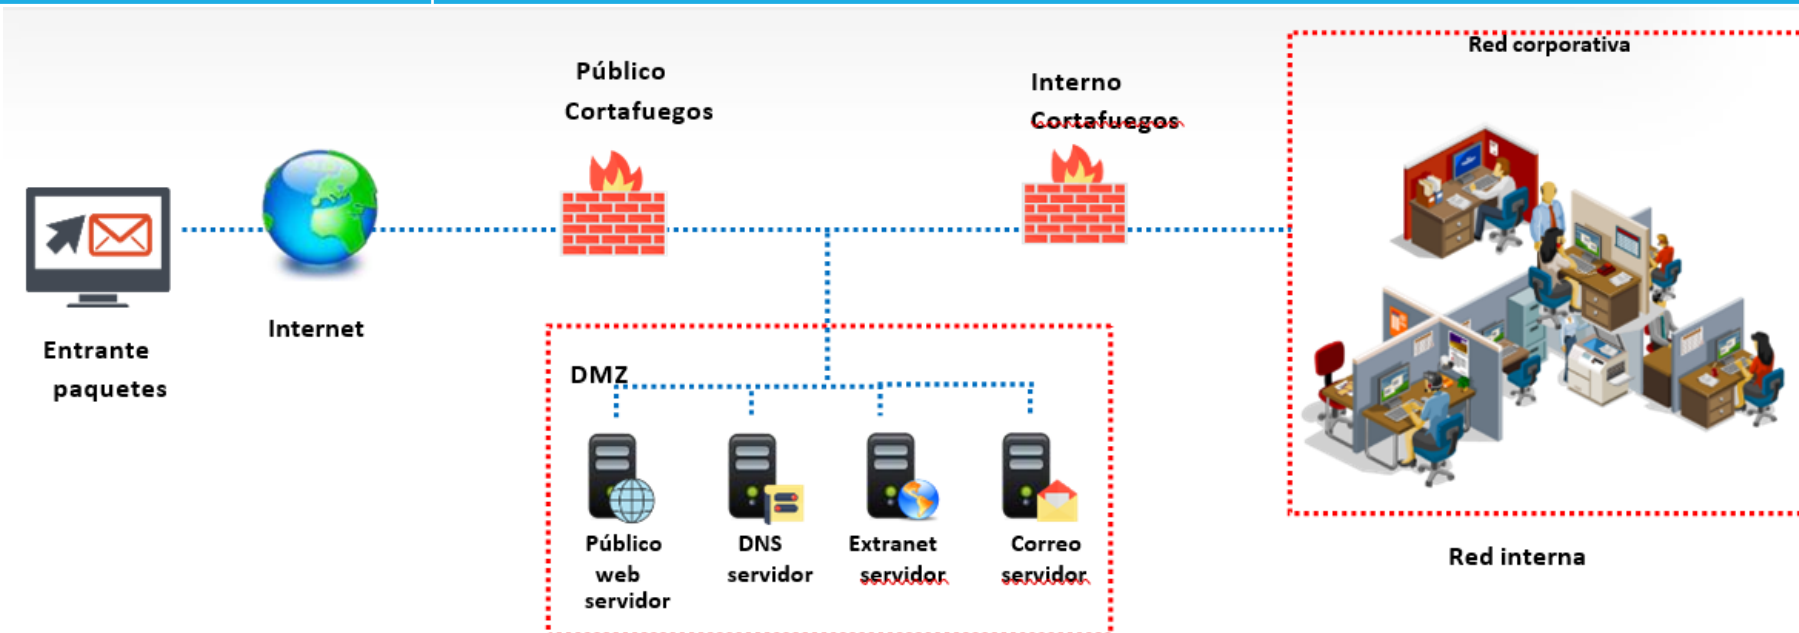 Red corporativa
Público
Cortafuegos
Interno
Cortafuegos
Internet
Entrante
paquetes
DMZ
Público
web
servidor
DNS
servidor
Extranet
servidor
Correo
servidor
Red interna